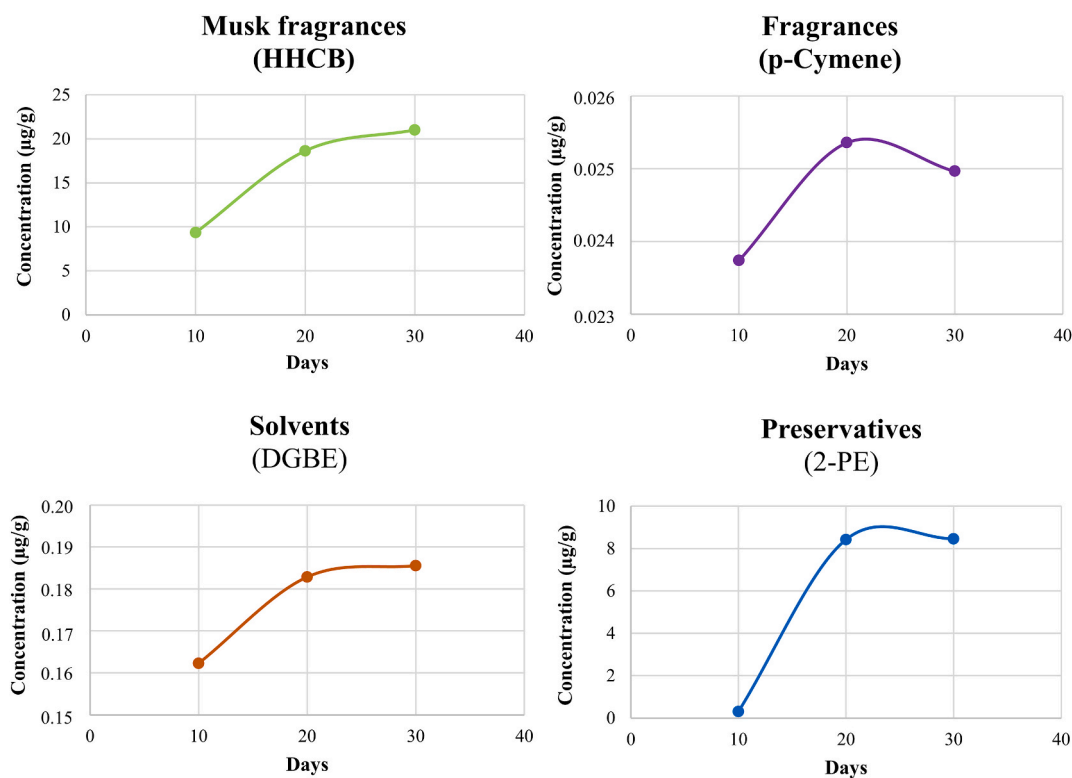 Musk fragrances
(HHCB)
Concentration (µg/g)
25
20
15
10
5
0
0 10 20 30 40
Days
Fragrances
(p-Cymene)
Concentration (µg/g)
0.026
0.025
0.024
0.023
0 10 20 30 40
Days
Solvents
(DGBE)
Concentration (µg/g)
0.20
0.19
0.18
0.17
0.16
0.15
0 10 20 30 40
Days
Preservatives
(2-PE)
Concentration (µg/g)
10
8
6
4
2
0
0 10 20 30 40
Days